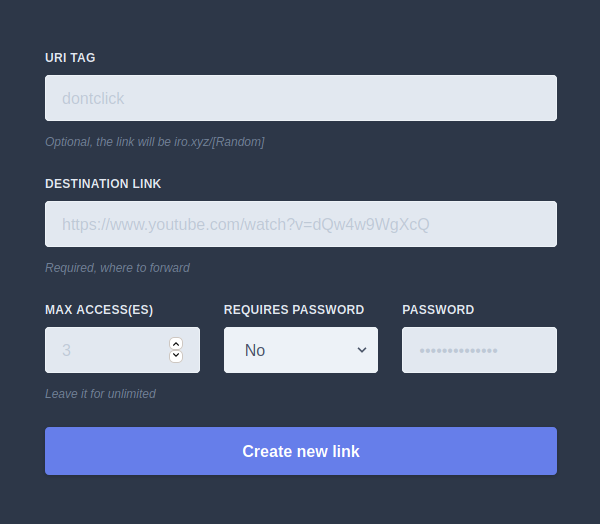 URI TAG
dontclick
Optional, the link will be iro.xyz/[Random]
DESTINATION LINK
https://www.youtube.com/watch?v=dQw4w9WgXcQ
Required, where to forward
MAX ACCESS(ES) REQUIRES PASSWORD PASSWORD
3 No ••••••••••••••
Leave it for unlimited
Create new link